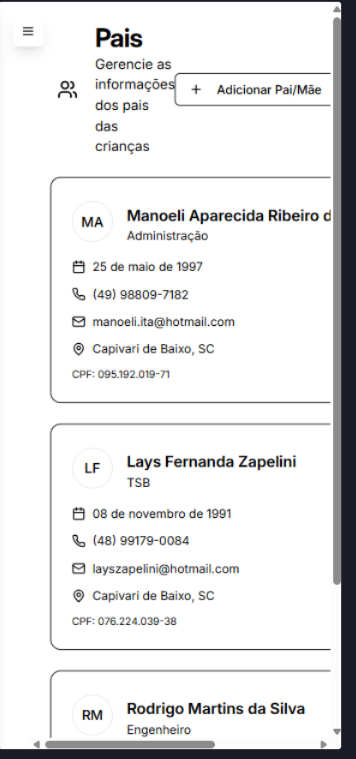 Pais
Gerencie as
informações
dos pais
das
crianças
+ Adicionar Pai/Mãe
MA
Manoeli Aparecida Ribeiro d
Administração
25 de maio de 1997
(49) 98809-7182
manoeli.ita@hotmail.com
Capivari de Baixo, SC
CPF: 095.192.019-71
LF
Lays Fernanda Zapelini
TSB
08 de novembro de 1991
(48) 99179-0084
layszapelini@hotmail.com
Capivari de Baixo, SC
CPF: 076.224.039-38
RM
Rodrigo Martins da Silva
Engenheiro